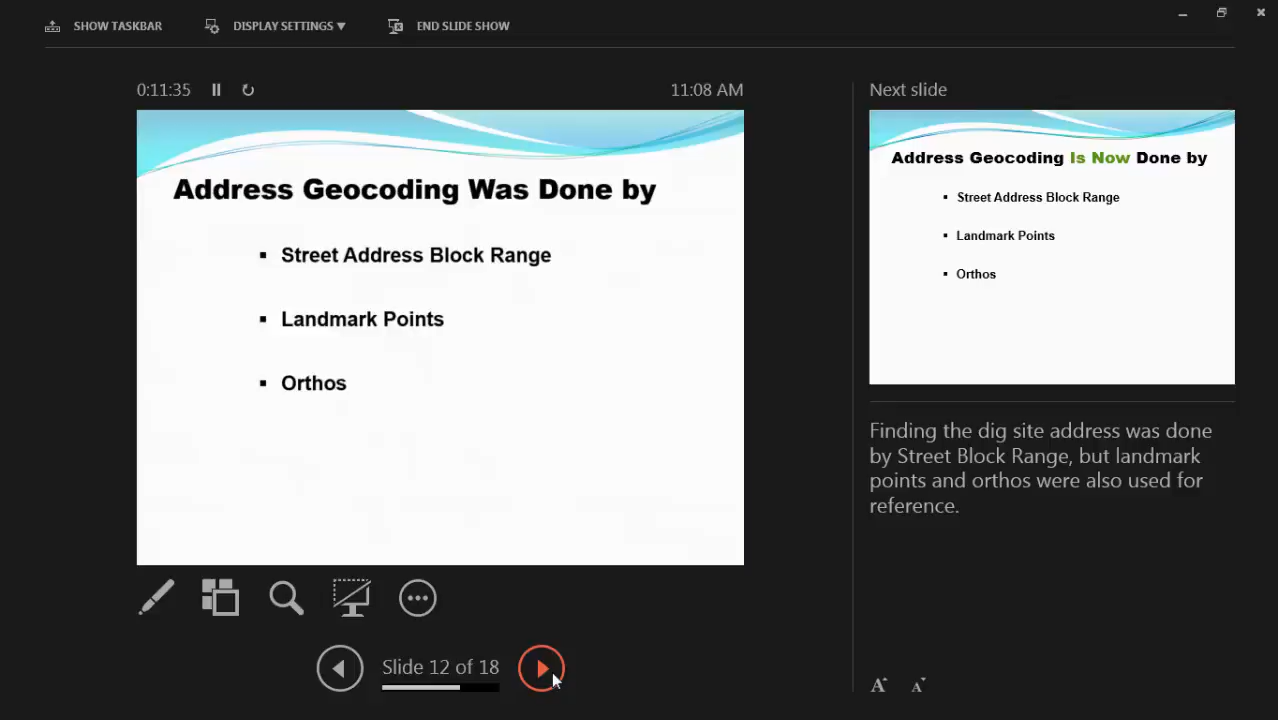 SHOW TASKBAR
DISPLAY SETTINGS ▼
END SLIDE SHOW
0:11:35
11:08 AM
Address Geocoding Was Done by
▪ Street Address Block Range
▪ Landmark Points
▪ Orthos
Slide 12 of 18
Next slide
Address Geocoding Is Now Done by
▪ Street Address Block Range
▪ Landmark Points
▪ Orthos
Finding the dig site address was done
by Street Block Range, but landmark
points and orthos were also used for
reference.
A A